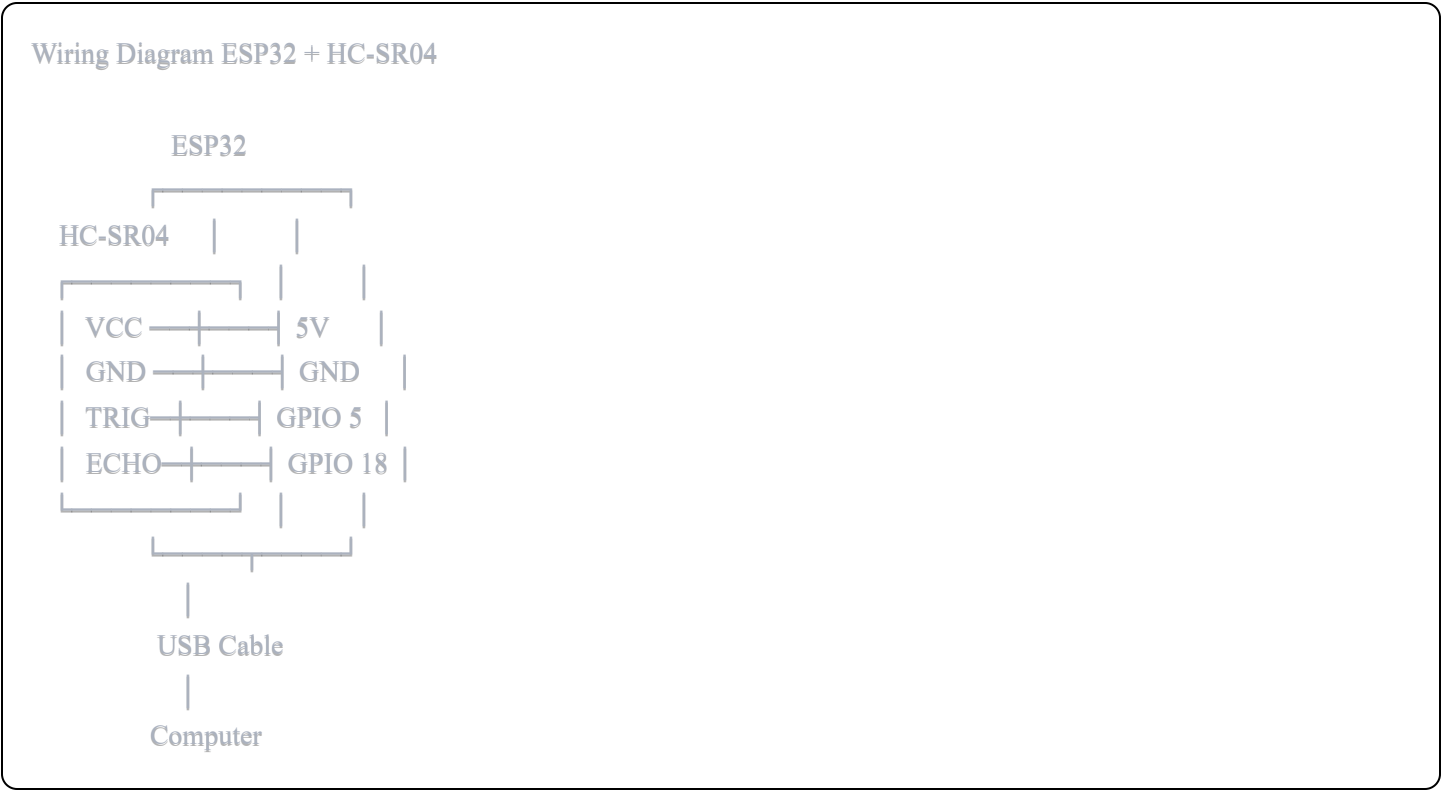 Wiring Diagram ESP32 + HC-SR04
ESP32
HC-SR04
VCC 5V
GND GND
TRIG GPIO 5
ECHO GPIO 18
USB Cable
Computer